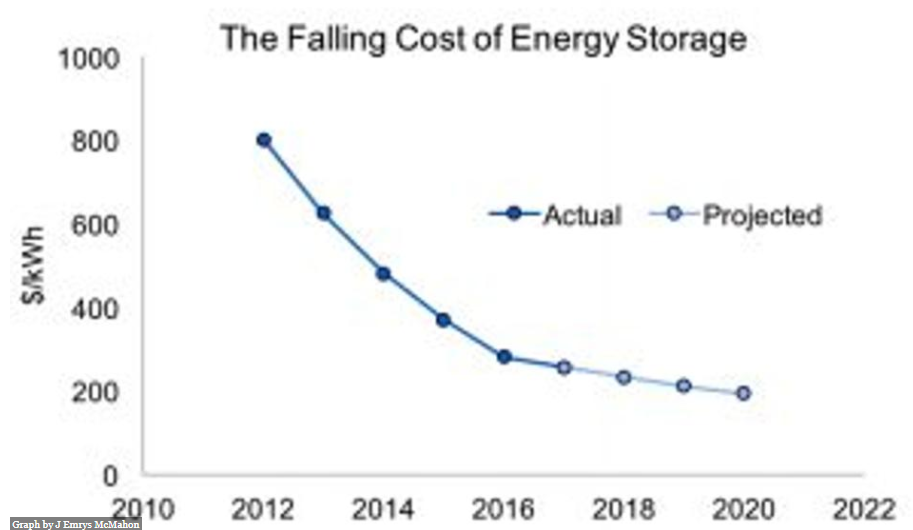 The Falling Cost of Energy Storage
1000
800
600
400
200
0
$/kWh
Actual
Projected
2010 2012 2014 2016 2018 2020 2022
Graph by J Emrys McMahon